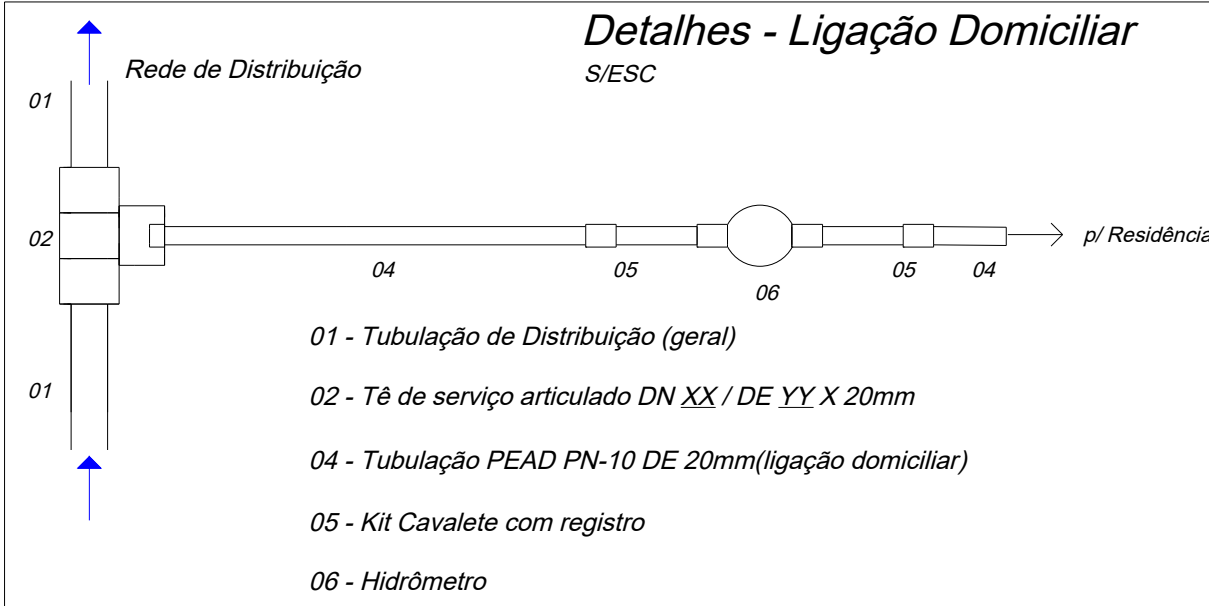 Detalhes - Ligação Domiciliar
S/ESC
Rede de Distribuição
01
02
p/ Residência
04
05
05
04
06
01
01 - Tubulação de Distribuição (geral)
02 - Tê de serviço articulado DN XX / DE YY X 20mm
04 - Tubulação PEAD PN-10 DE 20mm(ligação domiciliar)
05 - Kit Cavalete com registro
06 - Hidrômetro